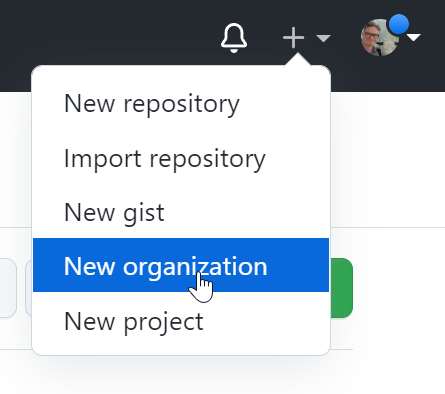 New repository
Import repository
New gist
New organization
New project